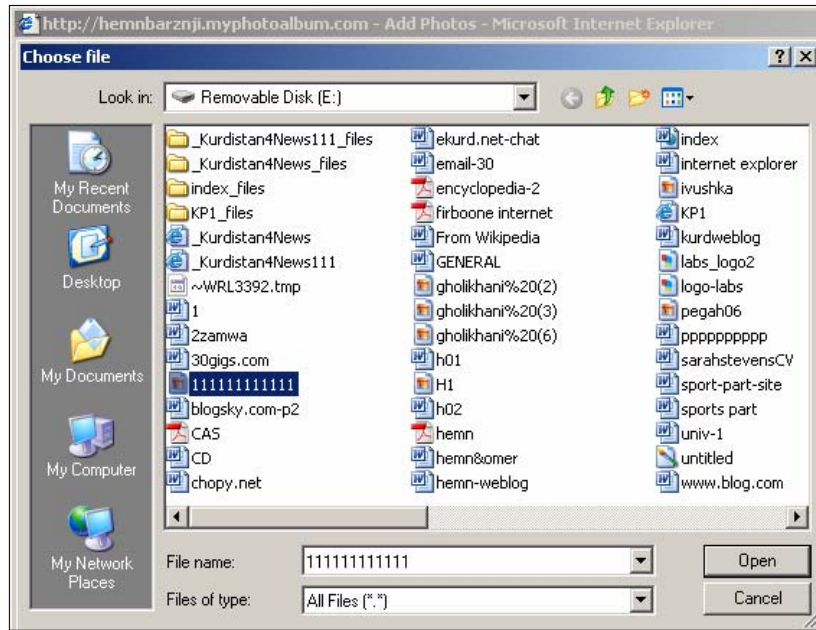 http://hemnbarznji.myphotoalbum.com - Add Photos - Microsoft Internet Explorer
Choose file
Look in:
Removable Disk (E:)
My Recent
Documents
Desktop
My Documents
My Computer
My Network
Places
_Kurdistan4News111_files
_Kurdistan4News_files
index_files
KP1_files
_Kurdistan4News
_Kurdistan4News111
~WRL3392.tmp
1
2zamwa
30gigs.com
111111111111
blogsky.com-p2
CAS
CD
chopy.net
ekurd.net-chat
email-30
encyclopedia-2
firboone internet
From Wikipedia
GENERAL
gholikhani%20(2)
gholikhani%20(3)
gholikhani%20(6)
h01
H1
h02
hemn
hemn&omer
hemn-weblog
index
internet explorer
ivushka
KP1
kurdweblog
labs_logo2
logo-labs
pegah06
pppppppppp
sarahstevensCV
sport-part-site
sports part
univ-1
untitled
www.blog.com
File name:
111111111111
Open
Files of type:
All Files (*.*)
Cancel